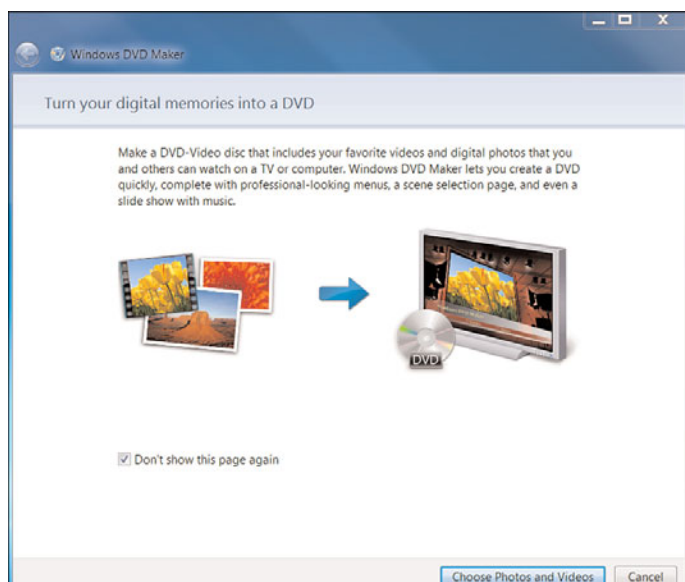 Windows DVD Maker
Turn your digital memories into a DVD
Make a DVD-Video disc that includes your favorite videos and digital photos that you
and others can watch on a TV or computer. Windows DVD Maker lets you create a DVD
quickly, complete with professional-looking menus, a scene selection page, and even a
slide show with music.
DVD
Don't show this page again
Choose Photos and Videos
Cancel